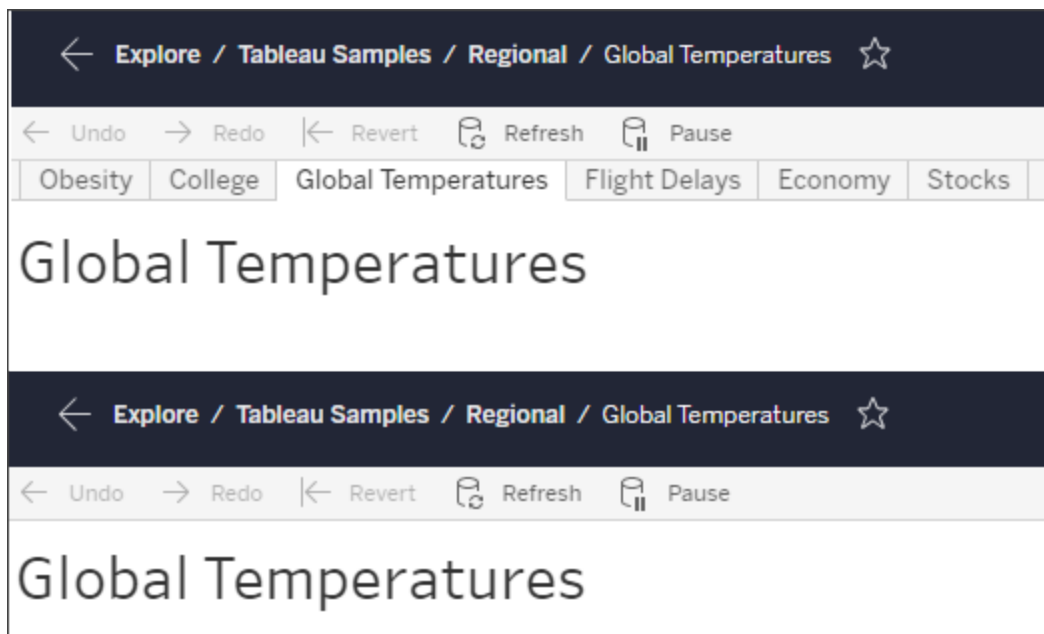 Explore / Tableau Samples / Regional / Global Temperatures
Undo Redo Revert Refresh Pause
Obesity College Global Temperatures Flight Delays Economy Stocks
Global Temperatures
Explore / Tableau Samples / Regional / Global Temperatures
Undo Redo Revert Refresh Pause
Global Temperatures